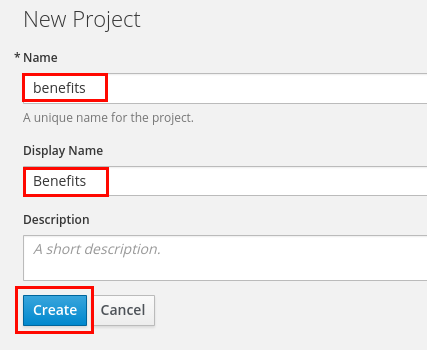 New Project
* Name
benefits
A unique name for the project.
Display Name
Benefits
Description
A short description.
Create Cancel